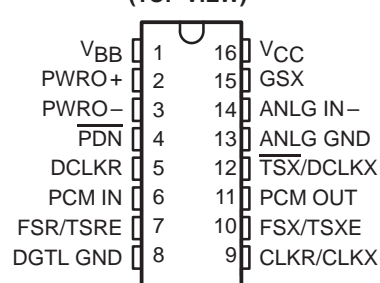 (TOP VIEW)
VBB 1 16 VCC
PWRO+ 2 15 GSX
PWRO– 3 14 ANLG IN–
PDN 4 13 ANLG GND
DCLKR 5 12 TSX/DCLKX
PCM IN 6 11 PCM OUT
FSR/TSRE 7 10 FSX/TSXE
DGTL GND 8 9 CLKR/CLKX